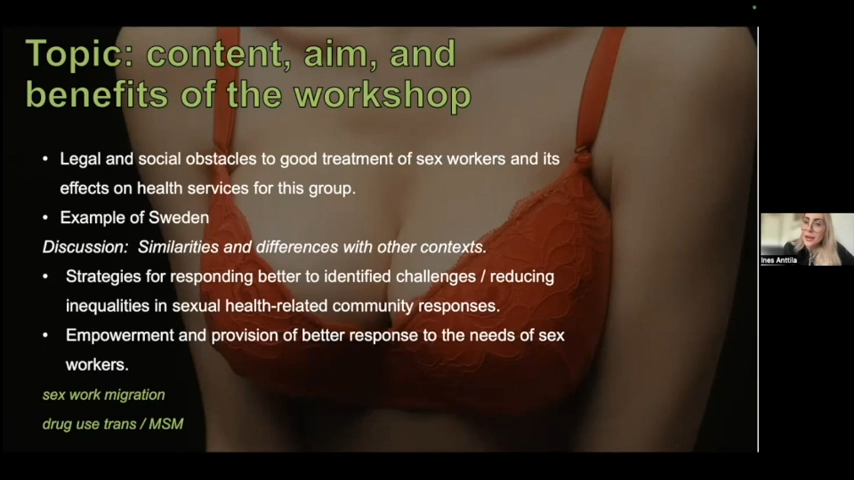 Topic: content, aim, and
benefits of the workshop
• Legal and social obstacles to good treatment of sex workers and its
effects on health services for this group.
• Example of Sweden
Discussion: Similarities and differences with other contexts.
• Strategies for responding better to identified challenges / reducing
inequalities in sexual health-related community responses.
• Empowerment and provision of better response to the needs of sex
workers.
sex work migration
drug use trans / MSM
Ines Anttila